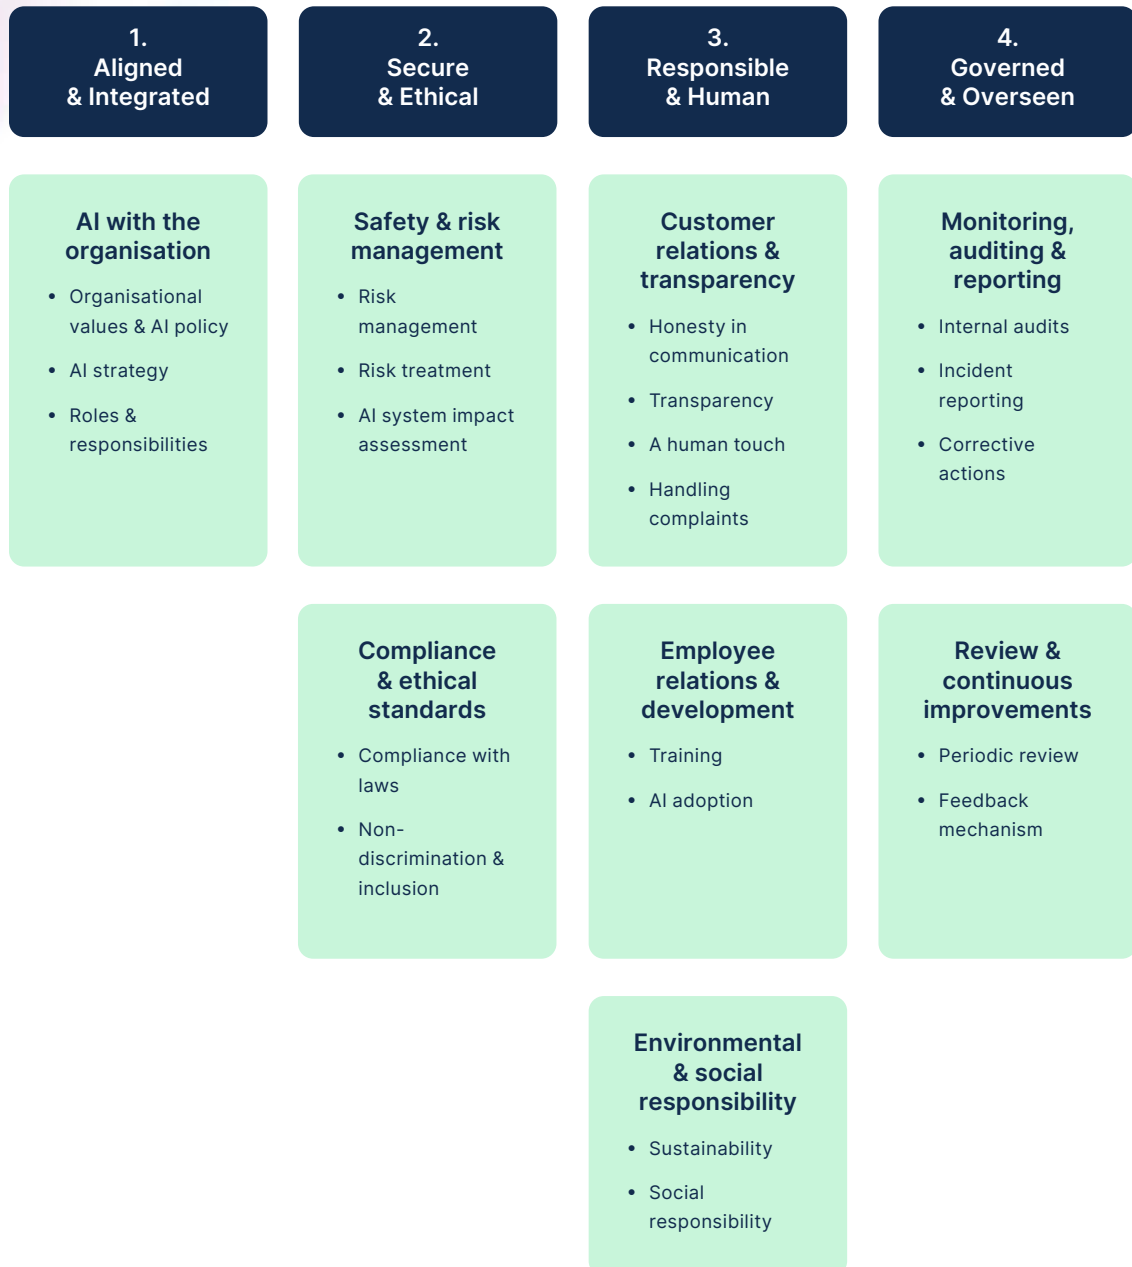 1.
Aligned
& Integrated
2.
Secure
& Ethical
3.
Responsible
& Human
4.
Governed
& Overseen
AI with the
organisation
• Organisational
values & AI policy
• AI strategy
• Roles &
responsibilities
Safety & risk
management
• Risk
management
• Risk treatment
• AI system impact
assessment
Customer
relations &
transparency
• Honesty in
communication
• Transparency
• A human touch
• Handling
complaints
Monitoring,
auditing &
reporting
• Internal audits
• Incident
reporting
• Corrective
actions
Compliance
& ethical
standards
• Compliance with
laws
• Non-
discrimination &
inclusion
Employee
relations &
development
• Training
• AI adoption
Review &
continuous
improvements
• Periodic review
• Feedback
mechanism
Environmental
& social
responsibility
• Sustainability
• Social
responsibility